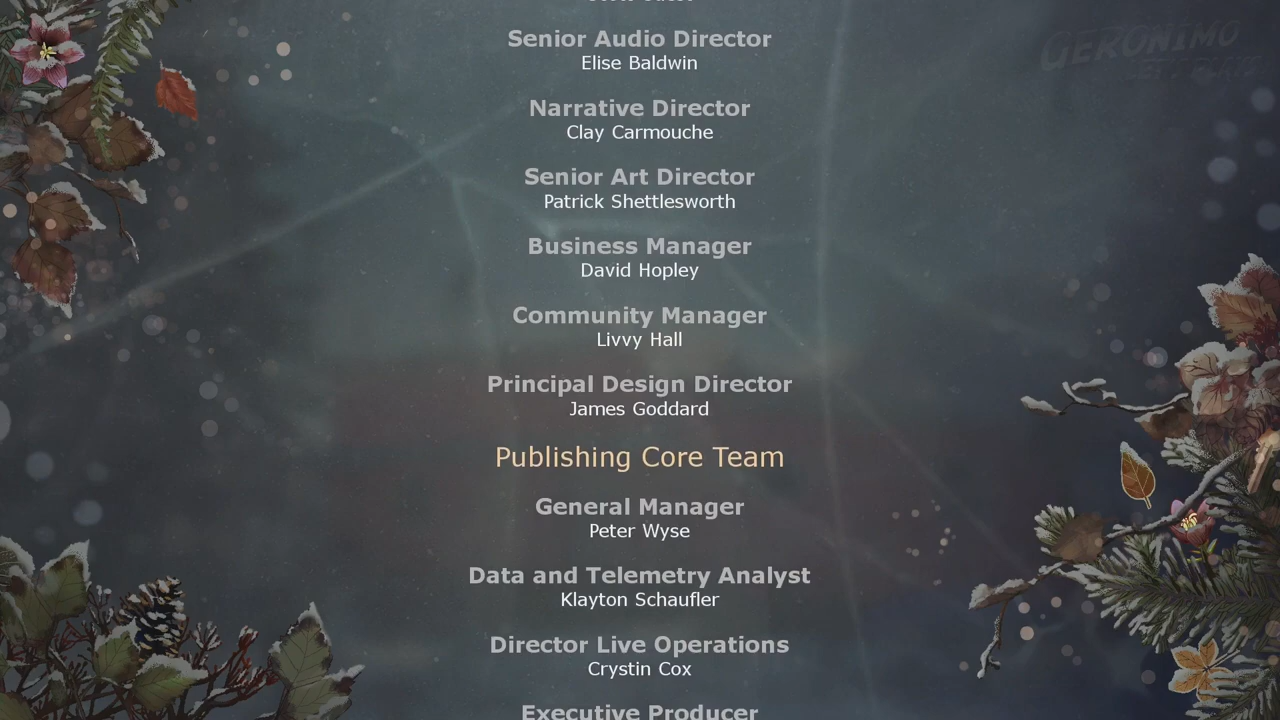 GERONIMO
Senior Audio Director
Elise Baldwin
Narrative Director
Clay Carmouche
Senior Art Director
Patrick Shettlesworth
Business Manager
David Hopley
Community Manager
Livvy Hall
Principal Design Director
James Goddard
Publishing Core Team
General Manager
Peter Wyse
Data and Telemetry Analyst
Klayton Schaufler
Director Live Operations
Crystin Cox
Executive Producer